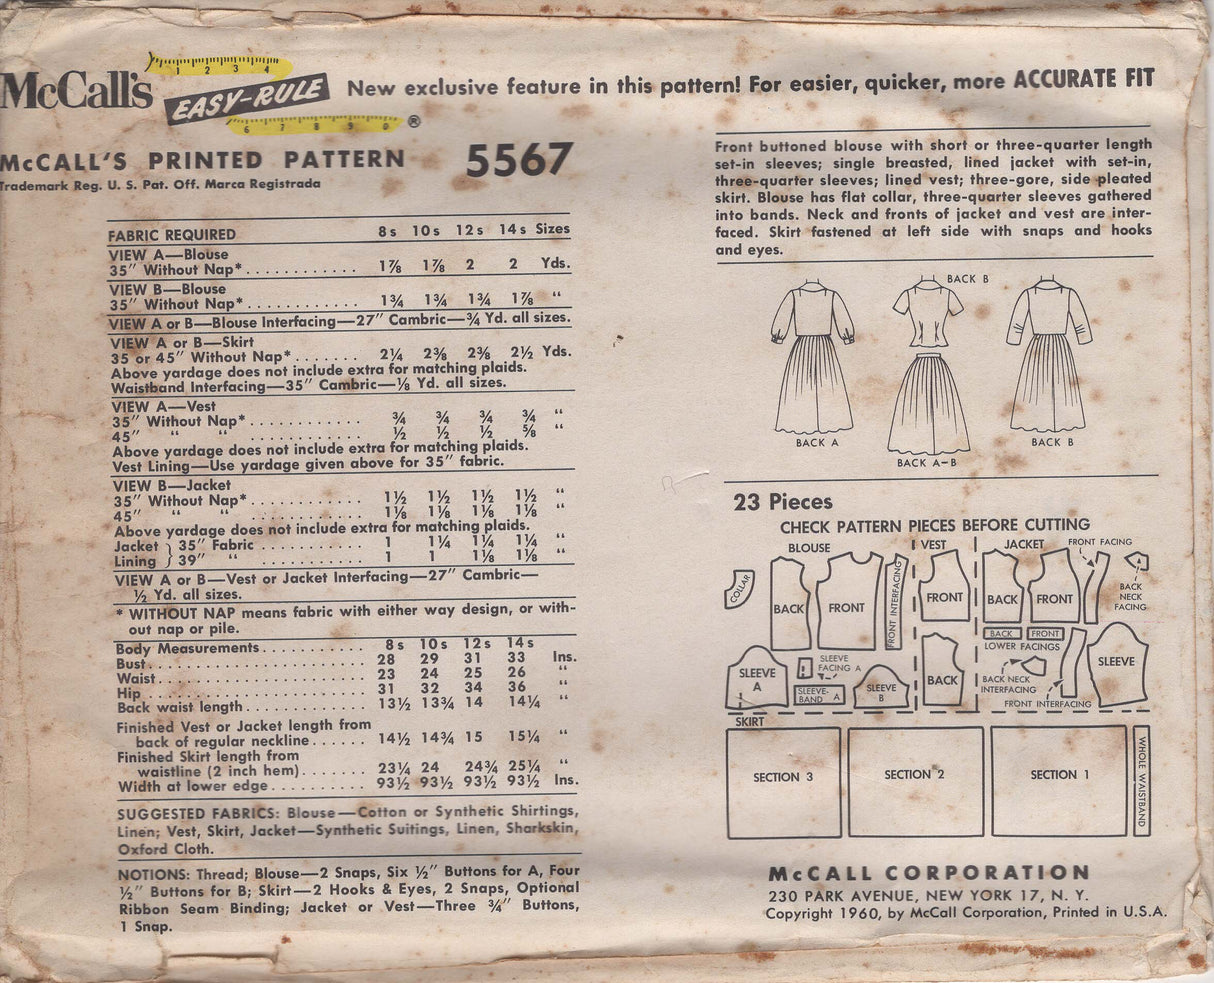 McCall's
1 2 3 4
EASY-RULE
6 7 8 9 0 ®
New exclusive feature in this pattern! For easier, quicker, more ACCURATE FIT
McCALL'S PRINTED PATTERN 5567
Trademark Reg. U. S. Pat. Off. Marca Registrada
FABRIC REQUIRED 8s 10s 12s 14s Sizes
VIEW A—Blouse
35″ Without Nap*............ 1⅞ 1⅞ 2 2 Yds.
VIEW B—Blouse
35″ Without Nap*............ 1¾ 1¾ 1¾ 1⅞ "
VIEW A or B—Blouse Interfacing—27″ Cambric—¾ Yd. all sizes.
VIEW A or B—Skirt
35 or 45″ Without Nap*....... 2¼ 2⅜ 2⅜ 2½ Yds.
Above yardage does not include extra for matching plaids.
Waistband Interfacing—35″ Cambric—⅛ Yd. all sizes.
VIEW A—Vest
35″ Without Nap*............ ¾ ¾ ¾ ¾ "
45″ " " ............ ½ ½ ½ ⅝ "
Above yardage does not include extra for matching plaids.
Vest Lining—Use yardage given above for 35″ fabric.
VIEW B—Jacket
35″ Without Nap*............ 1½ 1½ 1½ 1½ "
45″ " " ............ 1⅛ 1⅛ 1⅛ 1⅛ "
Above yardage does not include extra for matching plaids.
Jacket } 35″ Fabric ........... 1 1¼ 1¼ 1¼ "
Lining } 39″ " ........... 1 1 1⅛ 1⅛ "
VIEW A or B—Vest or Jacket Interfacing—27″ Cambric—
½ Yd. all sizes.
* WITHOUT NAP means fabric with either way design, or with-
out nap or pile.
Body Measurements........... 8s 10s 12s 14s
Bust........................ 28 29 31 33 Ins.
Waist....................... 23 24 25 26 "
Hip......................... 31 32 34 36 "
Back waist length............ 13½ 13¾ 14 14¼ "
Finished Vest or Jacket length from
back of regular neckline...... 14½ 14¾ 15 15¼ "
Finished Skirt length from
waistline (2 inch hem)....... 23¼ 24 24¾ 25¼ "
Width at lower edge.......... 93½ 93½ 93½ 93½ Ins.
SUGGESTED FABRICS: Blouse—Cotton or Synthetic Shirtings,
Linen; Vest, Skirt, Jacket—Synthetic Suitings, Linen, Sharkskin,
Oxford Cloth.
NOTIONS: Thread; Blouse—2 Snaps, Six ½″ Buttons for A, Four
½″ Buttons for B; Skirt—2 Hooks & Eyes, 2 Snaps, Optional
Ribbon Seam Binding; Jacket or Vest—Three ¾″ Buttons,
1 Snap.
Front buttoned blouse with short or three-quarter length
set-in sleeves; single breasted, lined jacket with set-in,
three-quarter sleeves; lined vest; three-gore, side pleated
skirt. Blouse has flat collar, three-quarter sleeves gathered
into bands. Neck and fronts of jacket and vest are inter-
faced. Skirt fastened at left side with snaps and hooks
and eyes.
BACK B
BACK A
BACK A-B
BACK B
23 Pieces
CHECK PATTERN PIECES BEFORE CUTTING
BLOUSE
COLLAR
BACK
FRONT
FRONT INTERFACING
SLEEVE A
SLEEVE FACING A
SLEEVE-BAND A
SLEEVE B
VEST
FRONT
BACK
JACKET
FRONT FACING
BACK
FRONT
BACK NECK FACING
BACK
FRONT
LOWER FACINGS
BACK NECK INTERFACING
FRONT INTERFACING
SLEEVE
SKIRT
SECTION 3
SECTION 2
SECTION 1
WHOLE WAISTBAND
McCALL CORPORATION
230 PARK AVENUE, NEW YORK 17, N. Y.
Copyright 1960, by McCall Corporation, Printed in U.S.A.